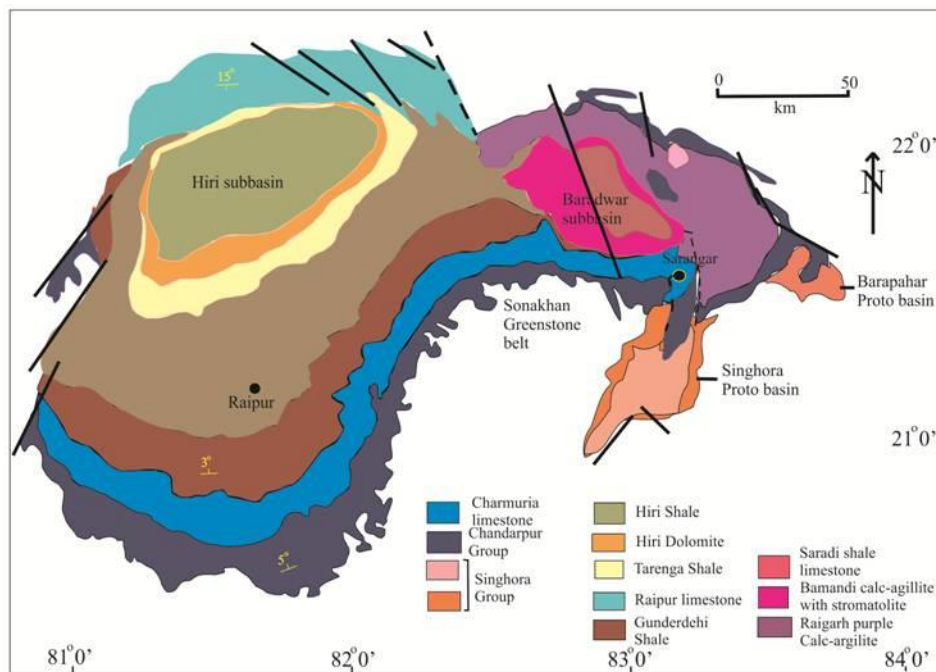 15°
0 50
km
22°0'
N
Hiri subbasin
Baradwar
subbasin
Sarangar
Barapahar
Proto basin
Sonakhan
Greenstone
belt
Singhora
Proto basin
Raipur
21°0'
3°
5°
Charmuria
limestone
Chandarpur
Group
Singhora
Group
Hiri Shale
Hiri Dolomite
Tarenga Shale
Raipur limestone
Gunderdehi
Shale
Saradi shale
limestone
Bamandi calc-agillite
with stromatolite
Raigarh purple
Calc-argilite
81°0'
82°0'
83°0'
84°0'